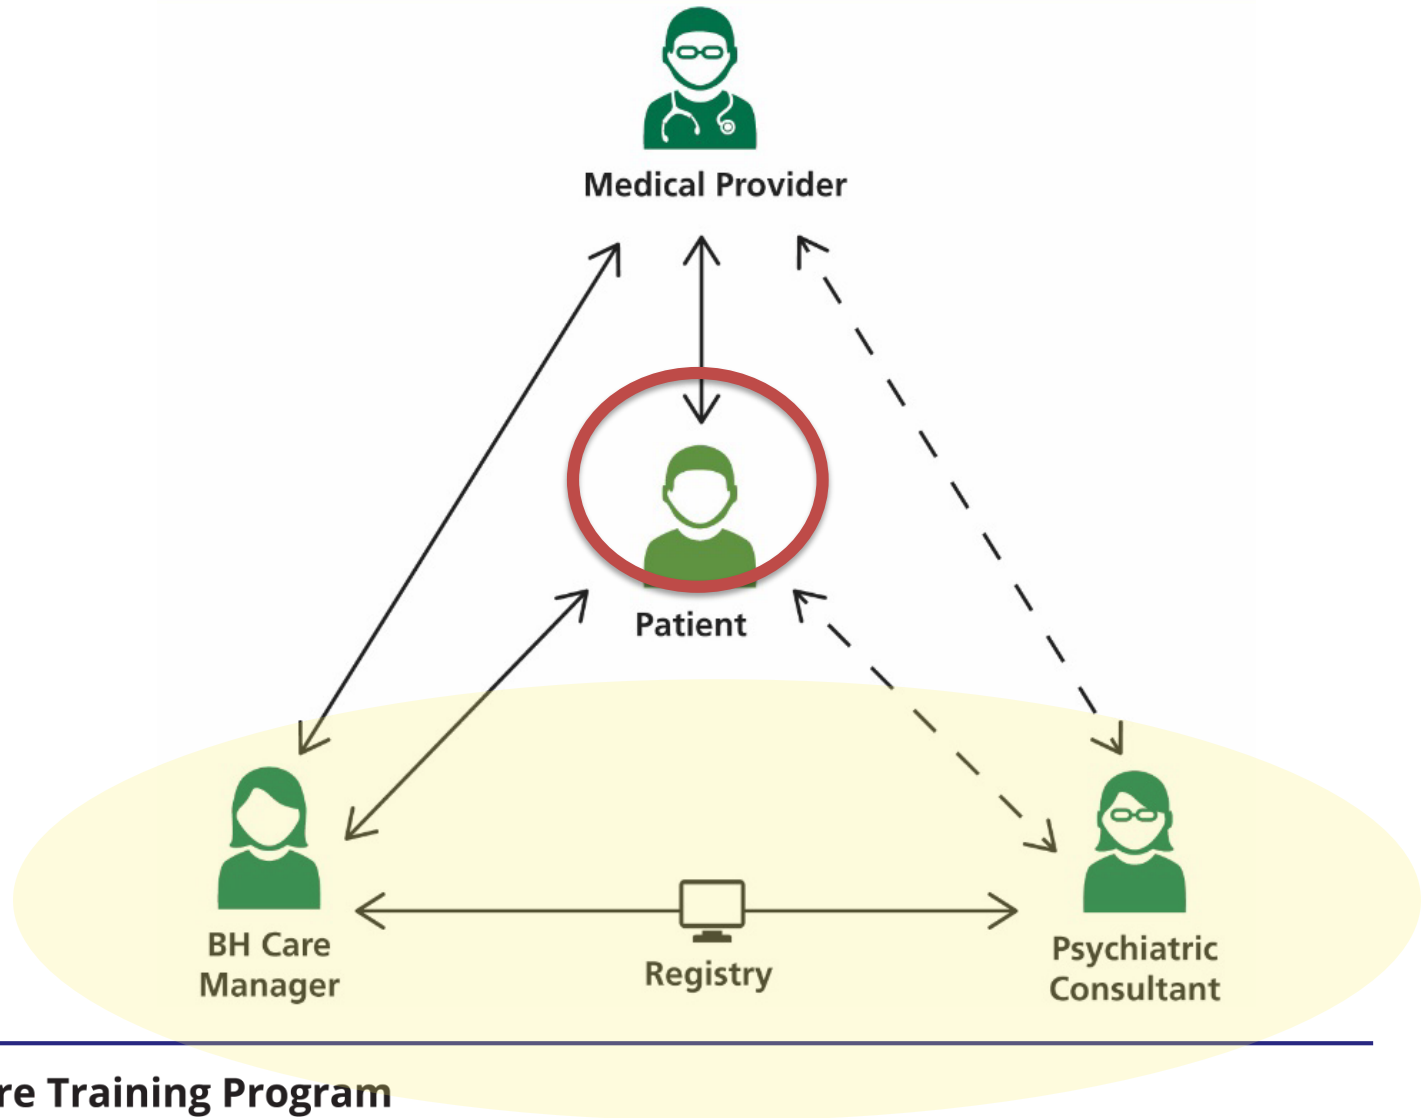 Medical Provider
Patient
BH Care
Manager
Registry
Psychiatric
Consultant
re Training Program